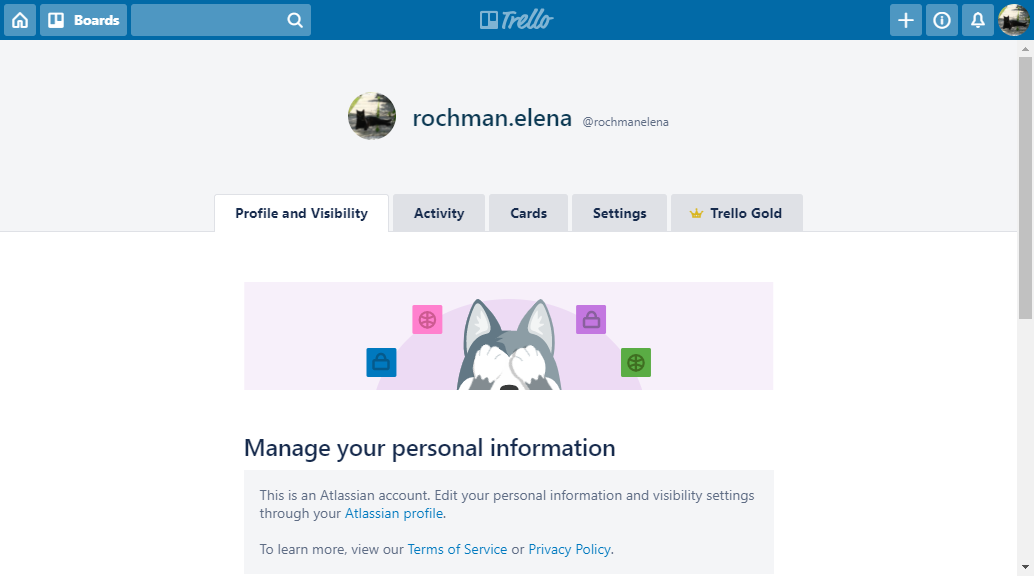 Boards
Trello
rochman.elena @rochmanelena
Profile and Visibility
Activity
Cards
Settings
Trello Gold
Manage your personal information
This is an Atlassian account. Edit your personal information and visibility settings
through your Atlassian profile.
To learn more, view our Terms of Service or Privacy Policy.